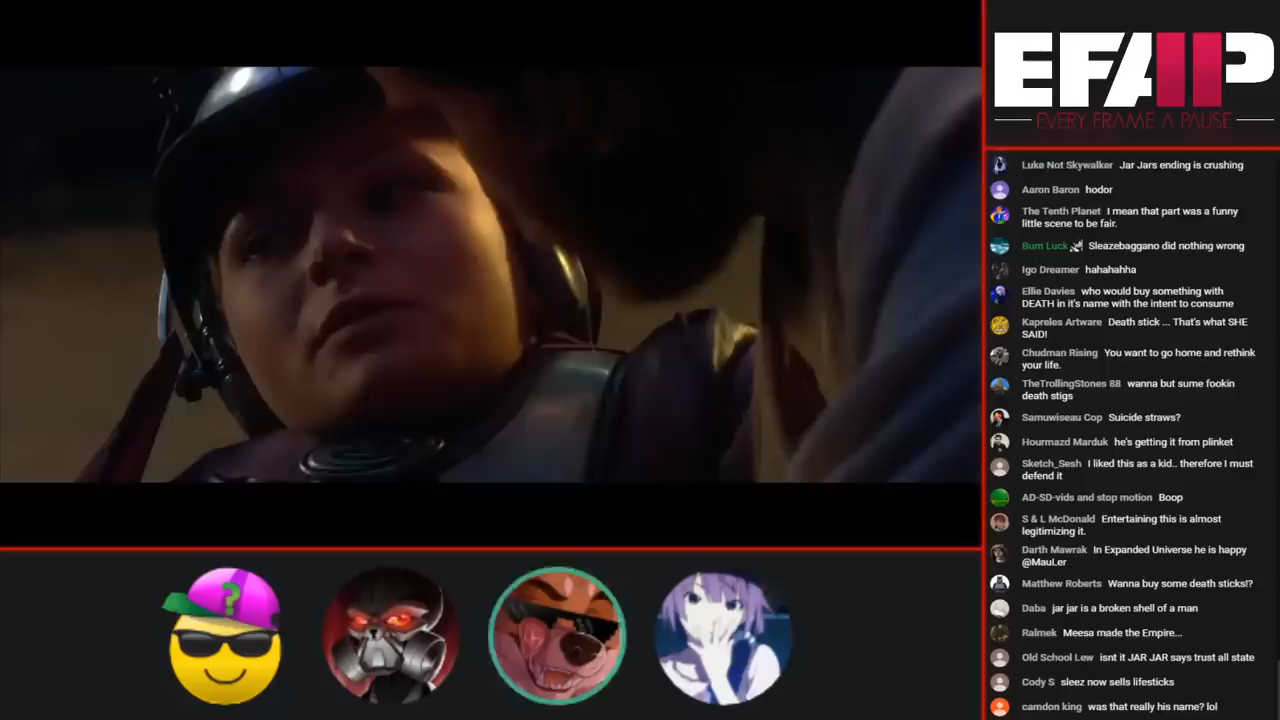 EFAP
EVERY FRAME A PAUSE
Luke Not Skywalker Jar Jars ending is crushing
Aaron Baron hodor
The Tenth Planet I mean that part was a funny
little scene to be fair.
Bum Luck Sleazebaggano did nothing wrong
Igo Dreamer hahahahha
Ellie Davies who would buy something with
DEATH in it's name with the intent to consume
Kapreles Artware Death stick ... That's what SHE
SAID!
Chudman Rising You want to go home and rethink
your life.
TheTrollingStones 88 wanna but sume fookin
death stigs
Samuwiseau Cop Suicide straws?
Hourmazd Marduk he's getting it from plinket
Sketch_Sesh I liked this as a kid.. therefore I must
defend it
AD-SD-vids and stop motion Boop
S & L McDonald Entertaining this is almost
legitimizing it.
Darth Mawrak In Expanded Universe he is happy
@MauLer
Matthew Roberts Wanna buy some death sticks!?
Daba jar jar is a broken shell of a man
Ralmek Meesa made the Empire...
Old School Lew isnt it JAR JAR says trust all state
Cody S sleez now sells lifesticks
camdon king was that really his name? lol
?